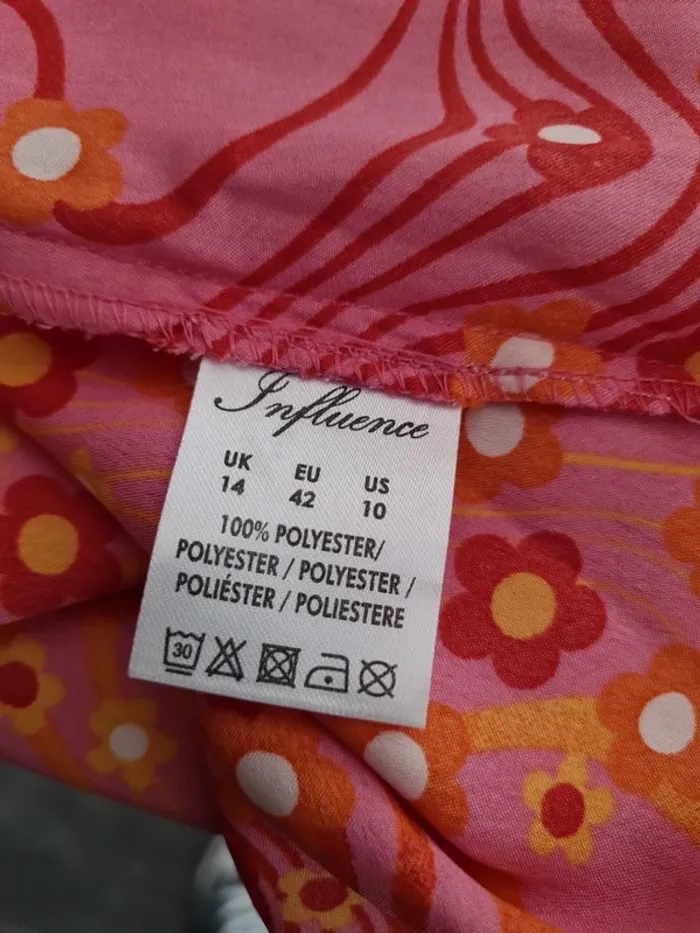 Influence
UK EU US
14 42 10
100% POLYESTER/
POLYESTER / POLYESTER /
POLIÉSTER / POLIESTERE
30